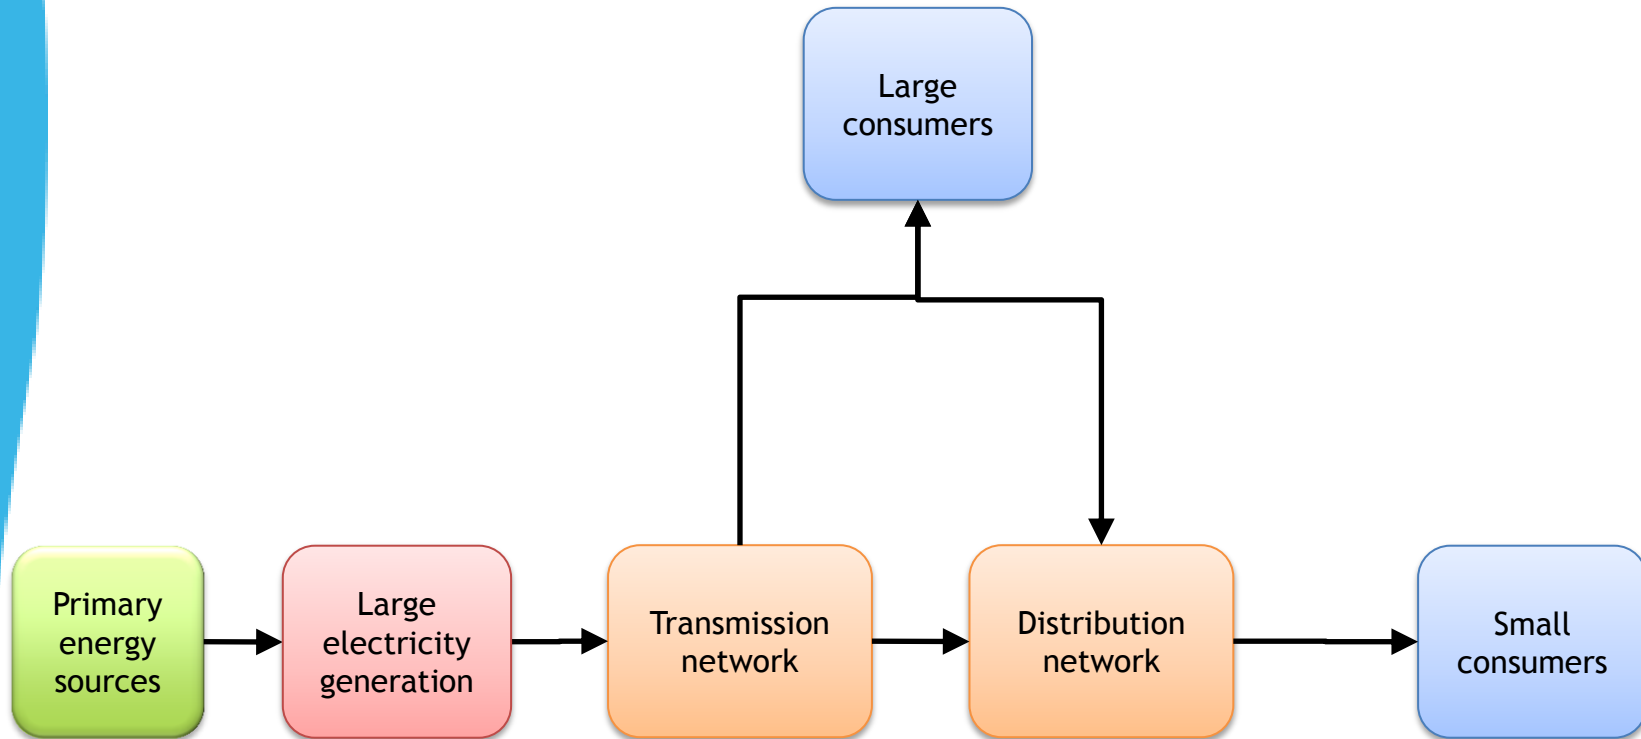 Large
consumers
Primary
energy
sources
Large
electricity
generation
Transmission
network
Distribution
network
Small
consumers